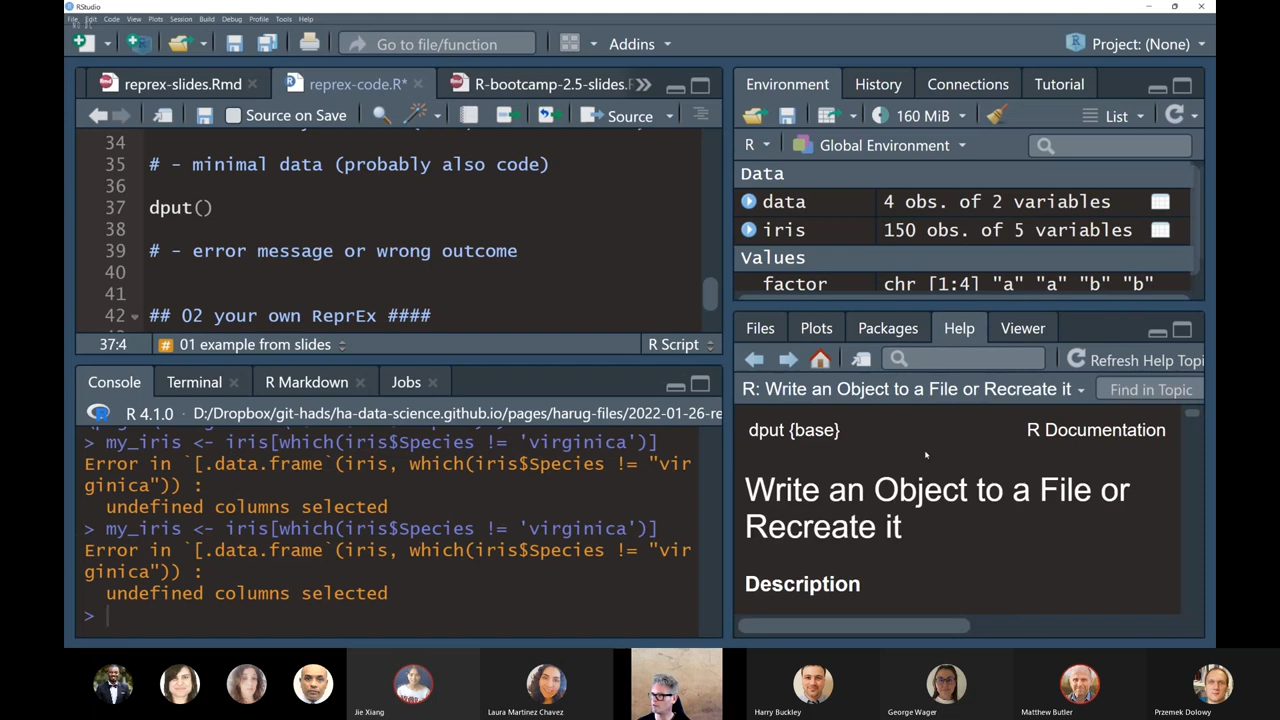 RStudio
File Edit Code View Plots Session Build Debug Profile Tools Help
Go to file/function
Addins
Project: (None)
reprex-slides.Rmd
reprex-code.R*
R-bootcamp-2.5-slides.
Source on Save
Source
34
35 # - minimal data (probably also code)
36
37 dput()
38
39 # - error message or wrong outcome
40
41
42 ## 02 your own ReprEx ####
37:4
01 example from slides
R Script
Console
Terminal
R Markdown
Jobs
R 4.1.0 · D:/Dropbox/git-hads/ha-data-science.github.io/pages/harug-files/2022-01-26-re
> my_iris <- iris[which(iris$Species != 'virginica')]
Error in `[.data.frame`(iris, which(iris$Species != "vir
ginica")) :
undefined columns selected
> my_iris <- iris[which(iris$Species != 'virginica')]
Error in `[.data.frame`(iris, which(iris$Species != "vir
ginica")) :
undefined columns selected
>
Environment
History
Connections
Tutorial
160 MiB
List
R
Global Environment
Data
data 4 obs. of 2 variables
iris 150 obs. of 5 variables
Values
factor chr [1:4] "a" "a" "b" "b"
Files
Plots
Packages
Help
Viewer
Refresh Help Topi
R: Write an Object to a File or Recreate it
Find in Topic
dput {base}
R Documentation
Write an Object to a File or
Recreate it
Description
Jie Xiang
Laura Martinez Chavez
Harry Buckley
George Wager
Matthew Butler
Przemek Dolowy